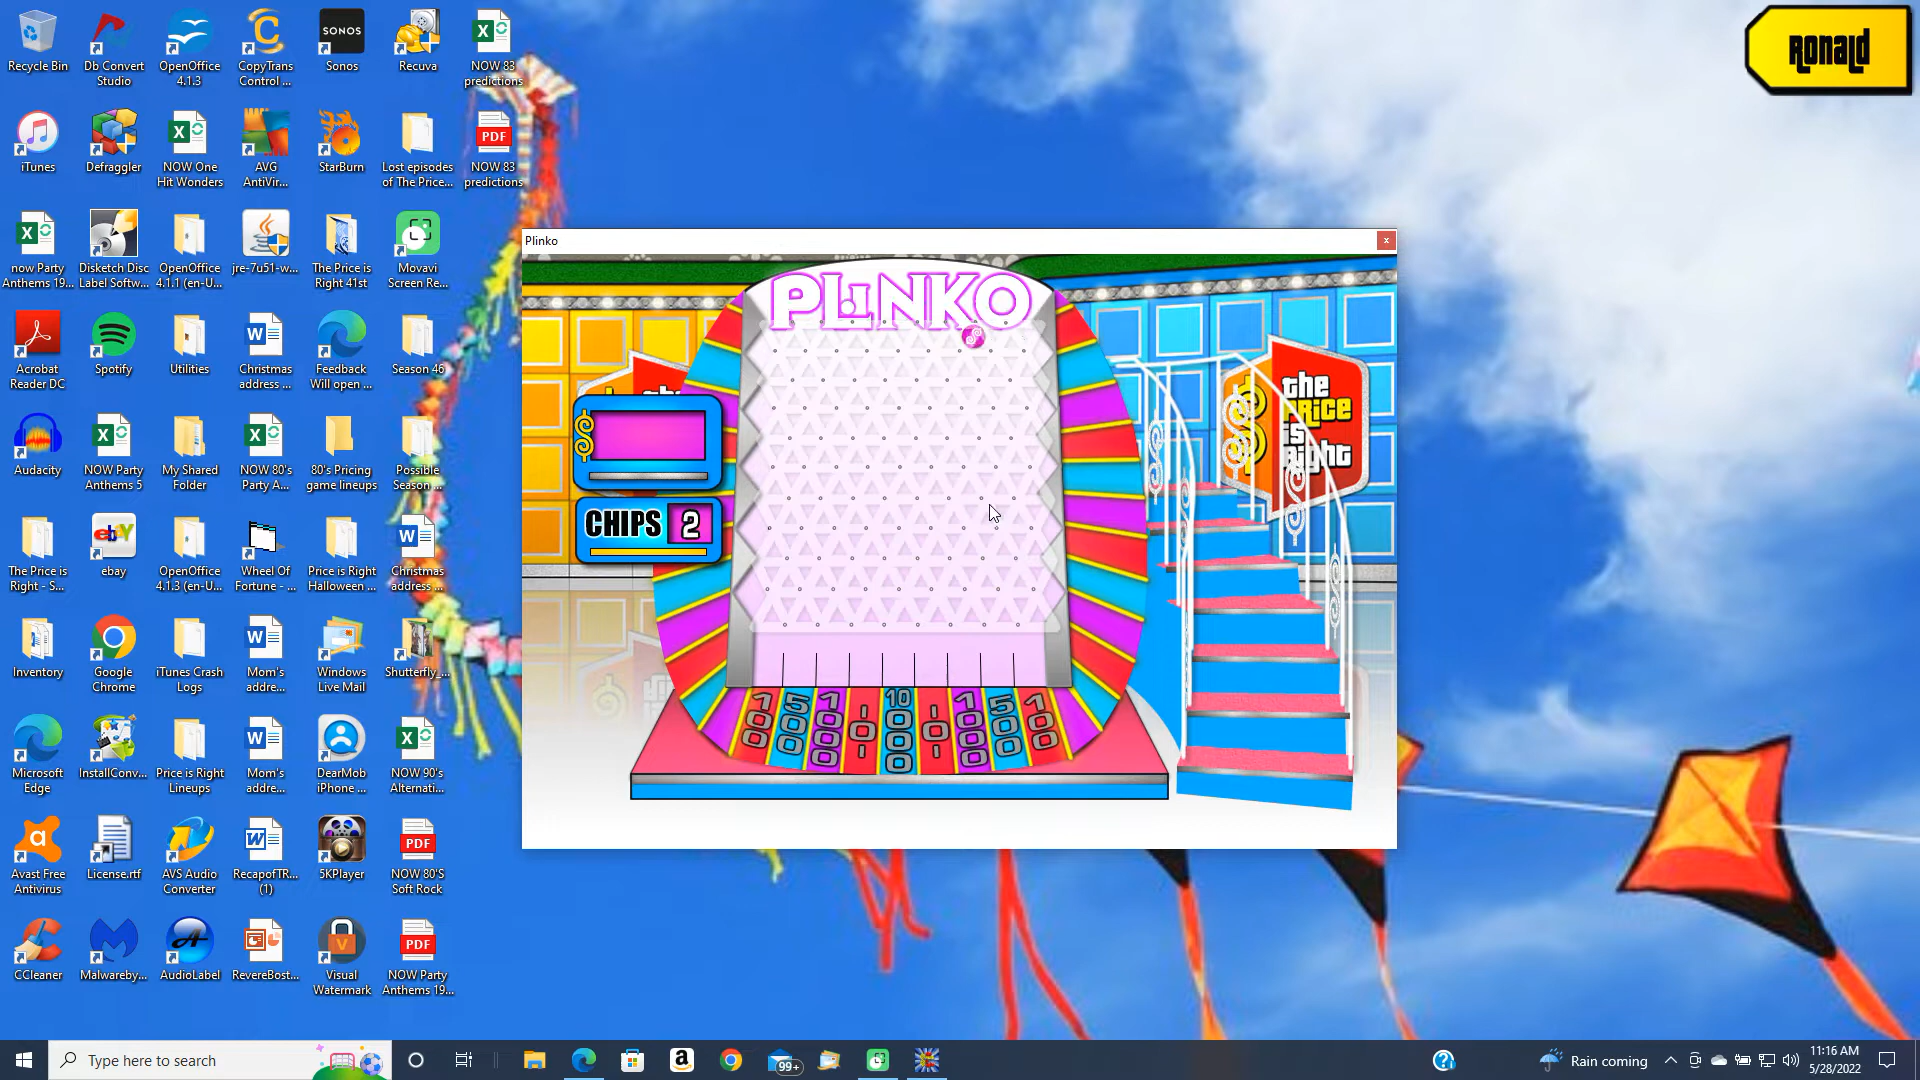 Recycle Bin
Db Convert
Studio
OpenOffice
4.1.3
CopyTrans
Control ...
SONOS
Sonos
Recuva
NOW 83
predictions
RONALD
iTunes
Defraggler
NOW One
Hit Wonders
AVG
AntiVir...
StarBurn
Lost episodes
of The Price...
PDF
NOW 83
predictions
now Party
Anthems 19...
Disketch Disc
Label Softw...
OpenOffice
4.1.1 (en-U...
jre-7u51-w...
The Price is
Right 41st
Movavi
Screen Re...
Acrobat
Reader DC
Spotify
Utilities
Christmas
address ...
Feedback
Will open ...
Season 46
Audacity
NOW Party
Anthems 5
My Shared
Folder
NOW 80's
Party A...
80's Pricing
game lineups
Possible
Season ...
The Price is
Right - S...
ebay
ebay
OpenOffice
4.1.3 (en-U...
Wheel Of
Fortune - ...
Price is Right
Halloween ...
Christmas
address ...
Inventory
Google
Chrome
iTunes Crash
Logs
Mom's
addre...
Windows
Live Mail
Shutterfly_...
Microsoft
Edge
InstallConv...
Price is Right
Lineups
Mom's
addre...
DearMob
iPhone ...
NOW 90's
Alternati...
Avast Free
Antivirus
License.rtf
AVS Audio
Converter
RecapofTR...
(1)
5KPlayer
PDF
NOW 80'S
Soft Rock
CCleaner
Malwareby...
AudioLabel
RevereBost...
Visual
Watermark
PDF
NOW Party
Anthems 19...
Plinko
x
PLINKO
$
CHIPS 2
the
PRiCE
is
Right
100 500 1000 0 10000 0 1000 500 100
Type here to search
99+
Rain coming
11:16 AM
5/28/2022